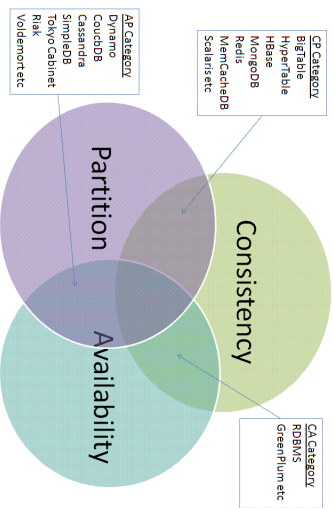 Consistency
Partition
Availability
CP Category
BigTable
HyperTable
HBase
MongoDB
Redis
MemCacheDB
Scalaris etc
AP Category
Dynamo
CoucbDB
Cassandra
SimpleDB
Tokyo Cabinet
Riak
Voldemort etc
CA Category
RDBMS
GreenPlum etc